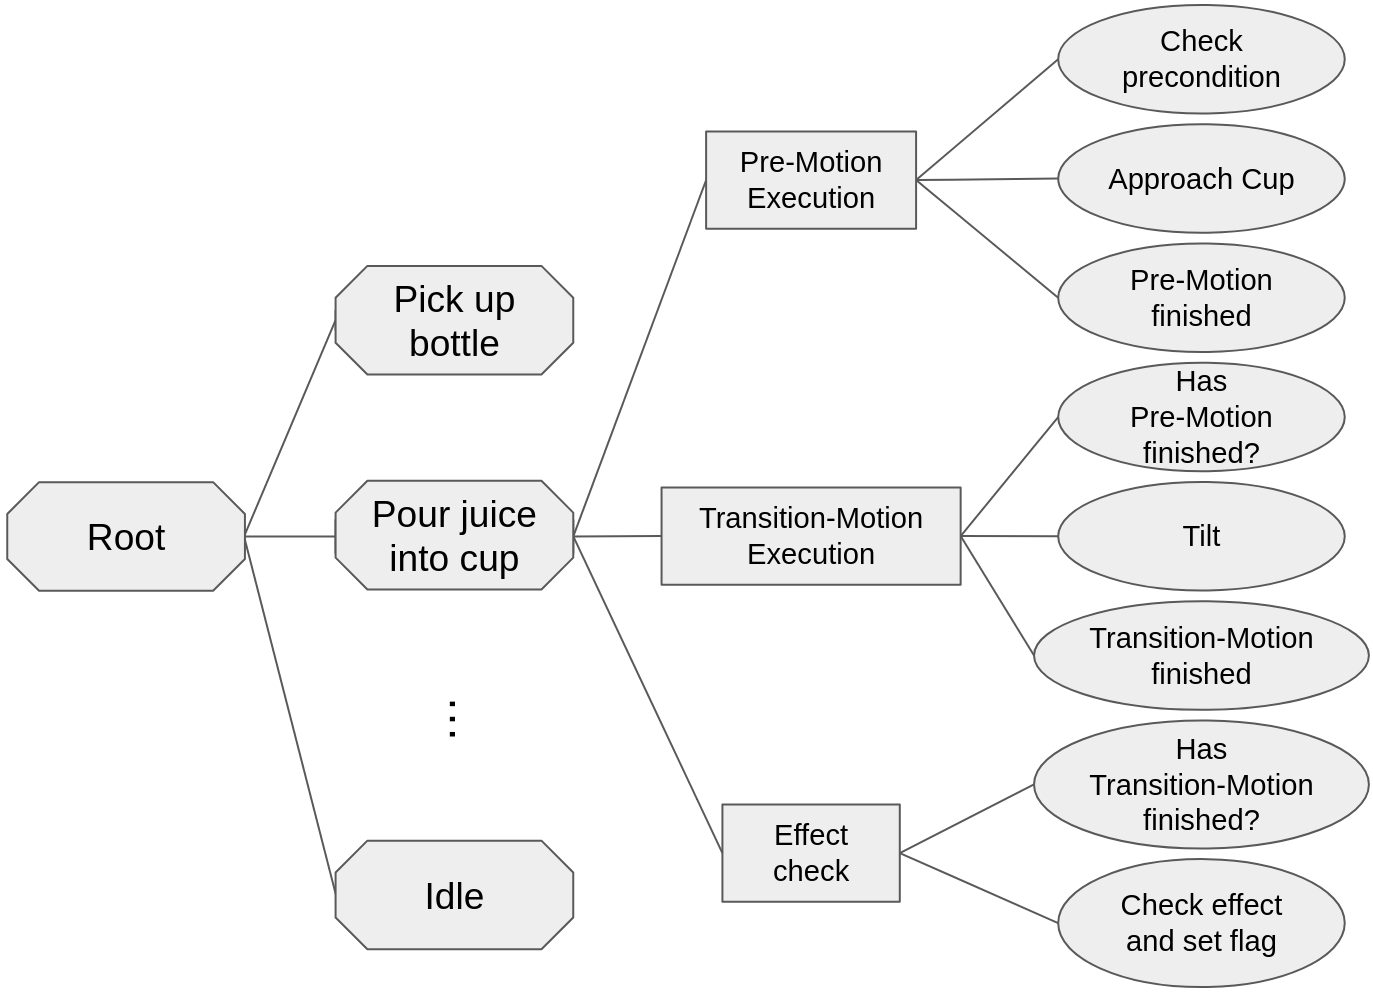 Root
Pick up
bottle
Pour juice
into cup
⋮
Idle
Pre-Motion
Execution
Transition-Motion
Execution
Effect
check
Check
precondition
Approach Cup
Pre-Motion
finished
Has
Pre-Motion
finished?
Tilt
Transition-Motion
finished
Has
Transition-Motion
finished?
Check effect
and set flag